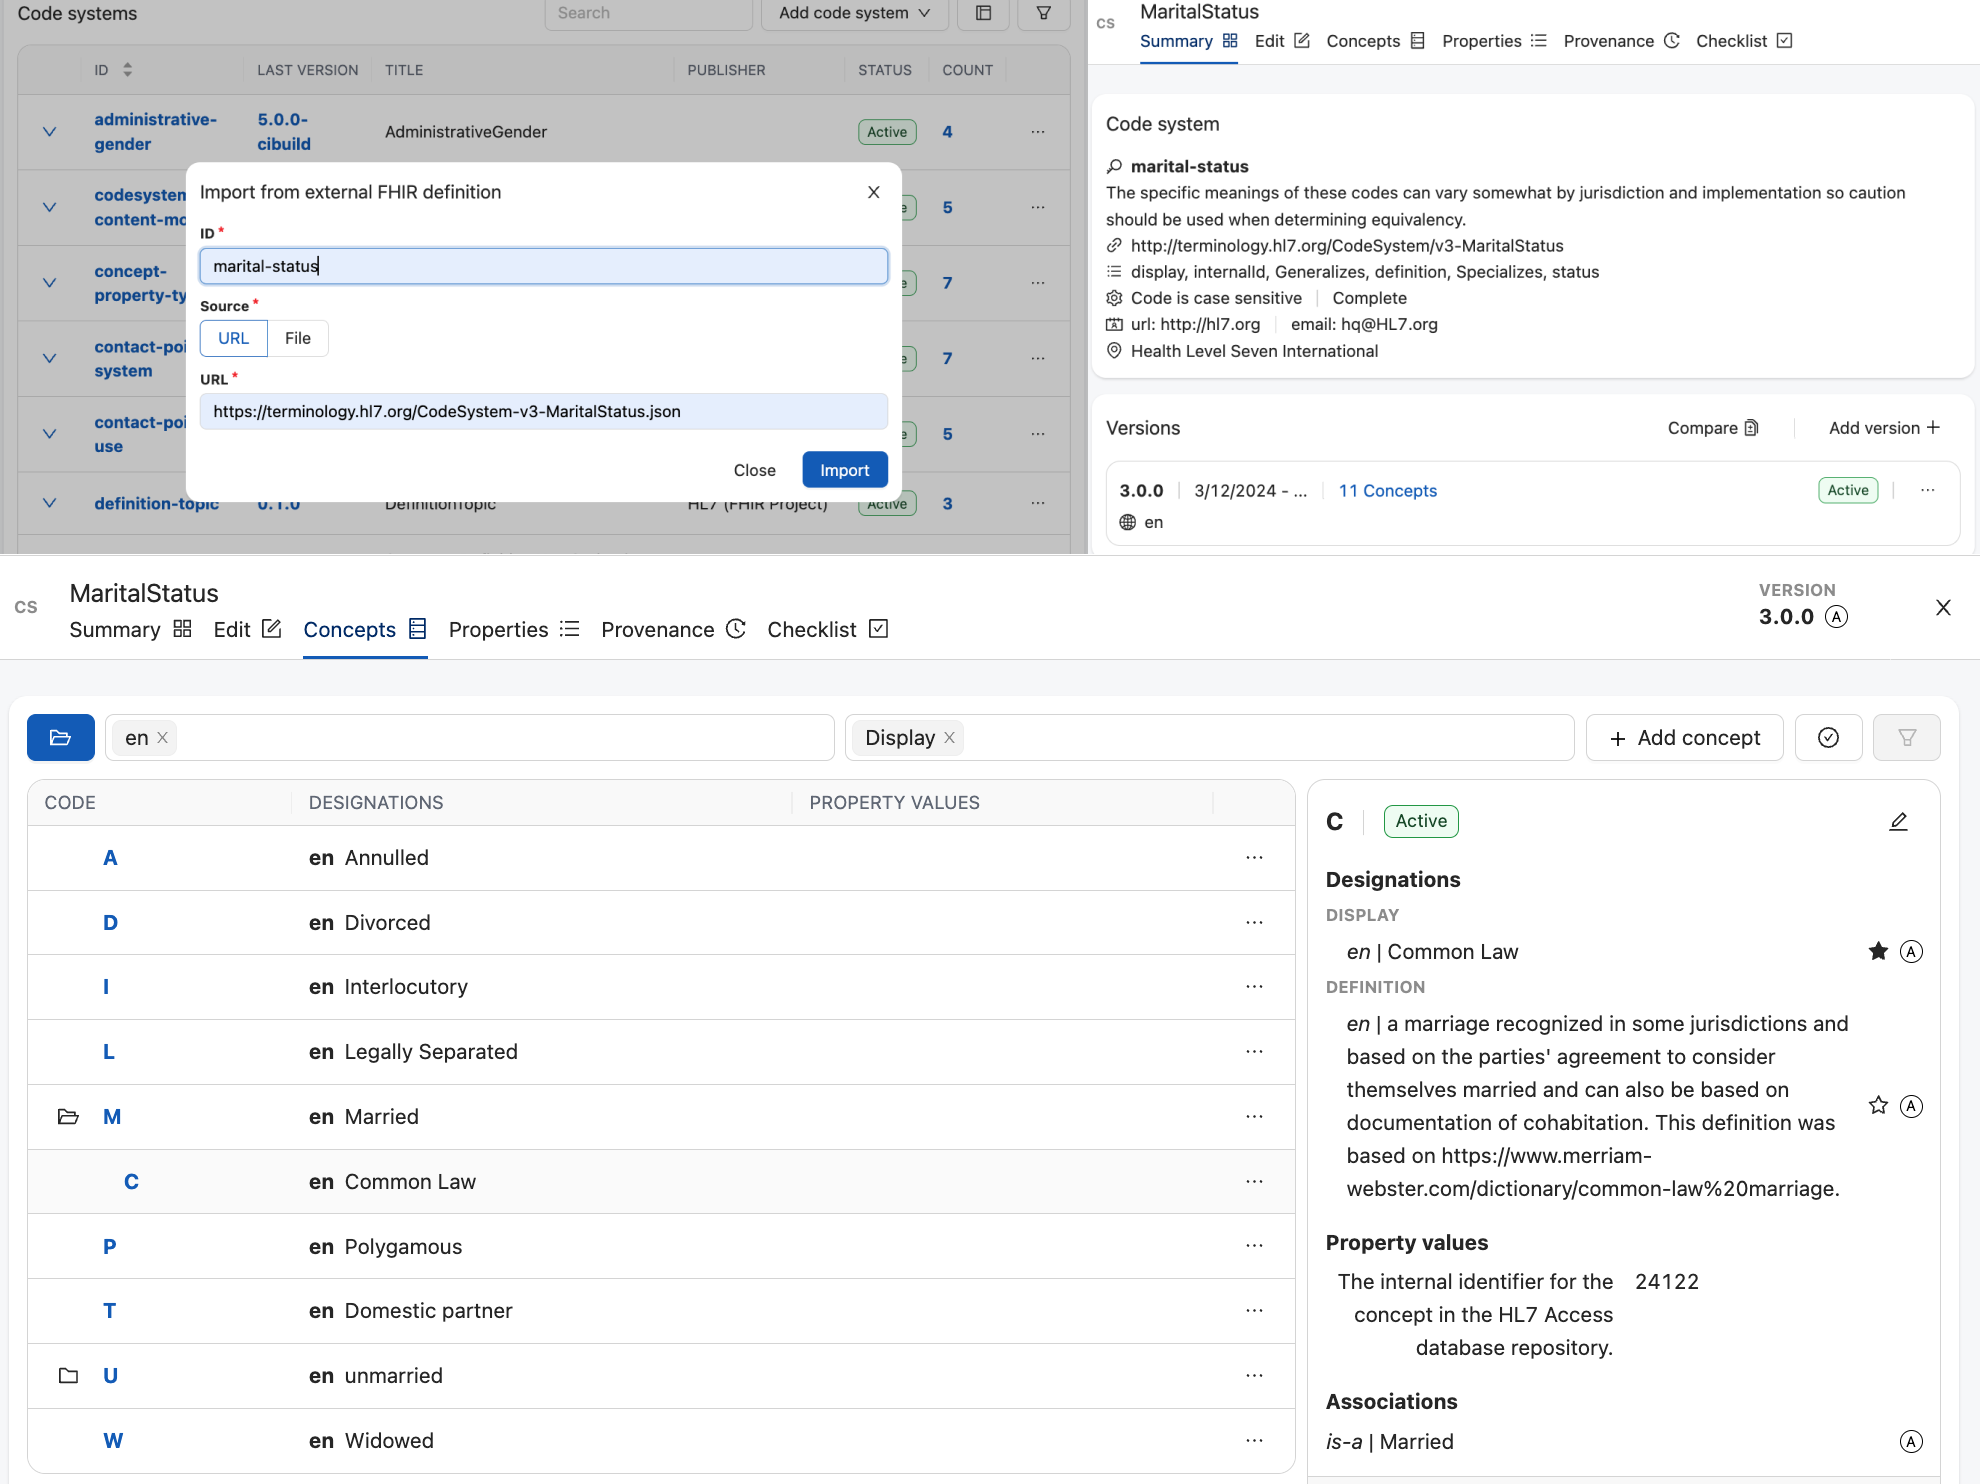 Code systems
Search
Add code system
ID
LAST VERSION
TITLE
PUBLISHER
STATUS
COUNT
administrative-
gender
5.0.0-
cibuild
AdministrativeGender
Active
4
codesystem
content-mo
5
concept-
property-ty
7
contact-poi
system
7
contact-poi
use
5
definition-topic
0.1.0
DefinitionTopic
HL7 (FHIR Project)
Active
3
Import from external FHIR definition
ID *
marital-status
Source *
URL
File
URL *
https://terminology.hl7.org/CodeSystem-v3-MaritalStatus.json
Close
Import
CS
MaritalStatus
Summary
Edit
Concepts
Properties
Provenance
Checklist
Code system
marital-status
The specific meanings of these codes can vary somewhat by jurisdiction and implementation so caution
should be used when determining equivalency.
http://terminology.hl7.org/CodeSystem/v3-MaritalStatus
display, internalId, Generalizes, definition, Specializes, status
Code is case sensitive | Complete
url: http://hl7.org | email: hq@HL7.org
Health Level Seven International
Versions
Compare
Add version
3.0.0 | 3/12/2024 - ... | 11 Concepts
Active
en
CS
MaritalStatus
Summary
Edit
Concepts
Properties
Provenance
Checklist
VERSION
3.0.0 A
en
Display
+ Add concept
CODE
DESIGNATIONS
PROPERTY VALUES
A
en Annulled
D
en Divorced
I
en Interlocutory
L
en Legally Separated
M
en Married
C
en Common Law
P
en Polygamous
T
en Domestic partner
U
en unmarried
W
en Widowed
C
Active
Designations
DISPLAY
en | Common Law
A
DEFINITION
en | a marriage recognized in some jurisdictions and
based on the parties' agreement to consider
themselves married and can also be based on
documentation of cohabitation. This definition was
based on https://www.merriam-
webster.com/dictionary/common-law%20marriage.
A
Property values
The internal identifier for the 24122
concept in the HL7 Access
database repository.
Associations
is-a | Married
A